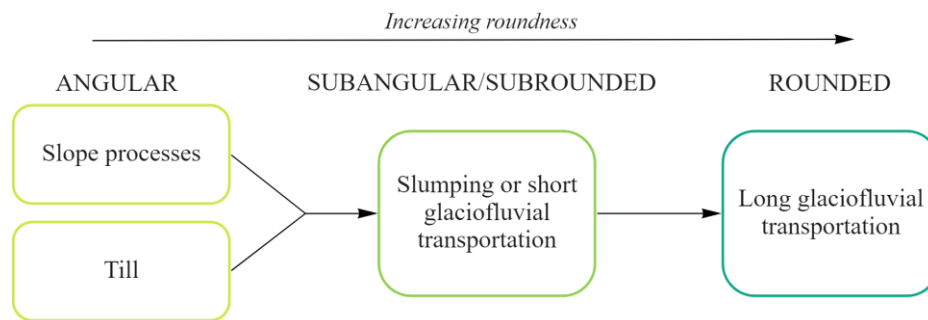 Increasing roundness
ANGULAR
SUBANGULAR/SUBROUNDED
ROUNDED
Slope processes
Till
Slumping or short
glaciofluvial
transportation
Long glaciofluvial
transportation